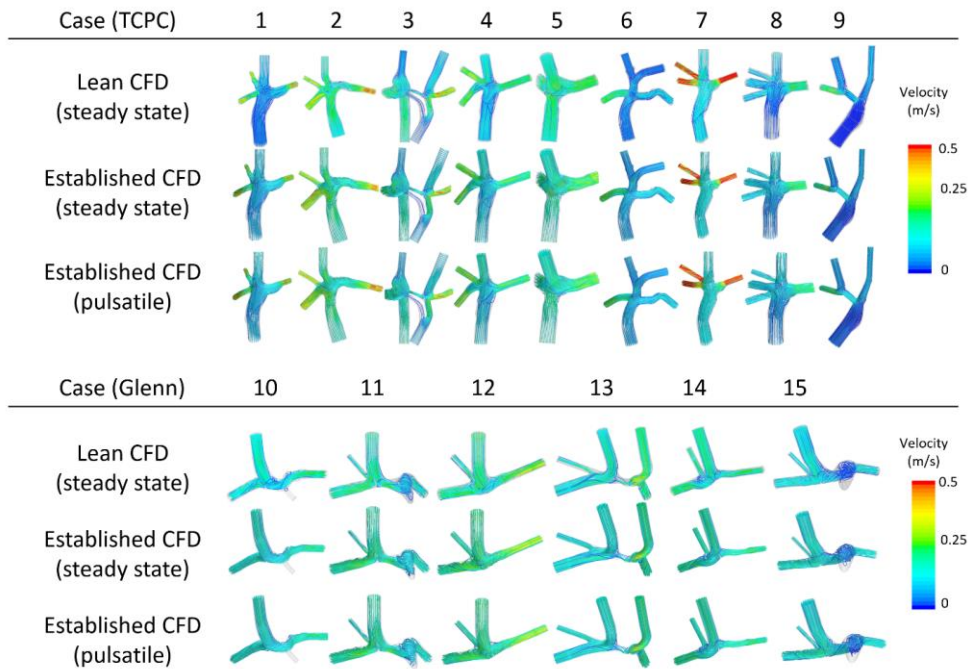 Case (TCPC) 1 2 3 4 5 6 7 8 9
Lean CFD
(steady state)
Velocity
(m/s)
0.5
Established CFD
(steady state)
0.25
0
Established CFD
(pulsatile)
Case (Glenn) 10 11 12 13 14 15
Lean CFD
(steady state)
Velocity
(m/s)
0.5
Established CFD
(steady state)
0.25
0
Established CFD
(pulsatile)